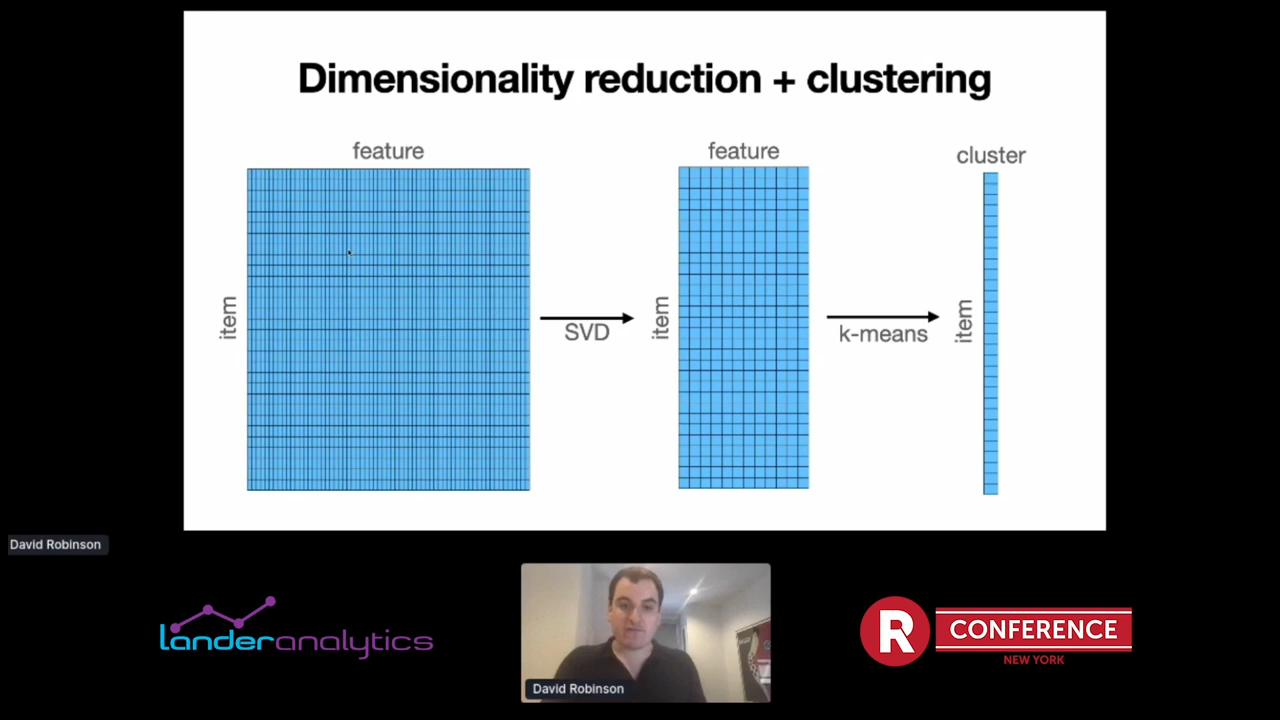 Dimensionality reduction + clustering
feature
feature
cluster
item
SVD
item
k-means
item
David Robinson
landeranalytics
David Robinson
R CONFERENCE
NEW YORK